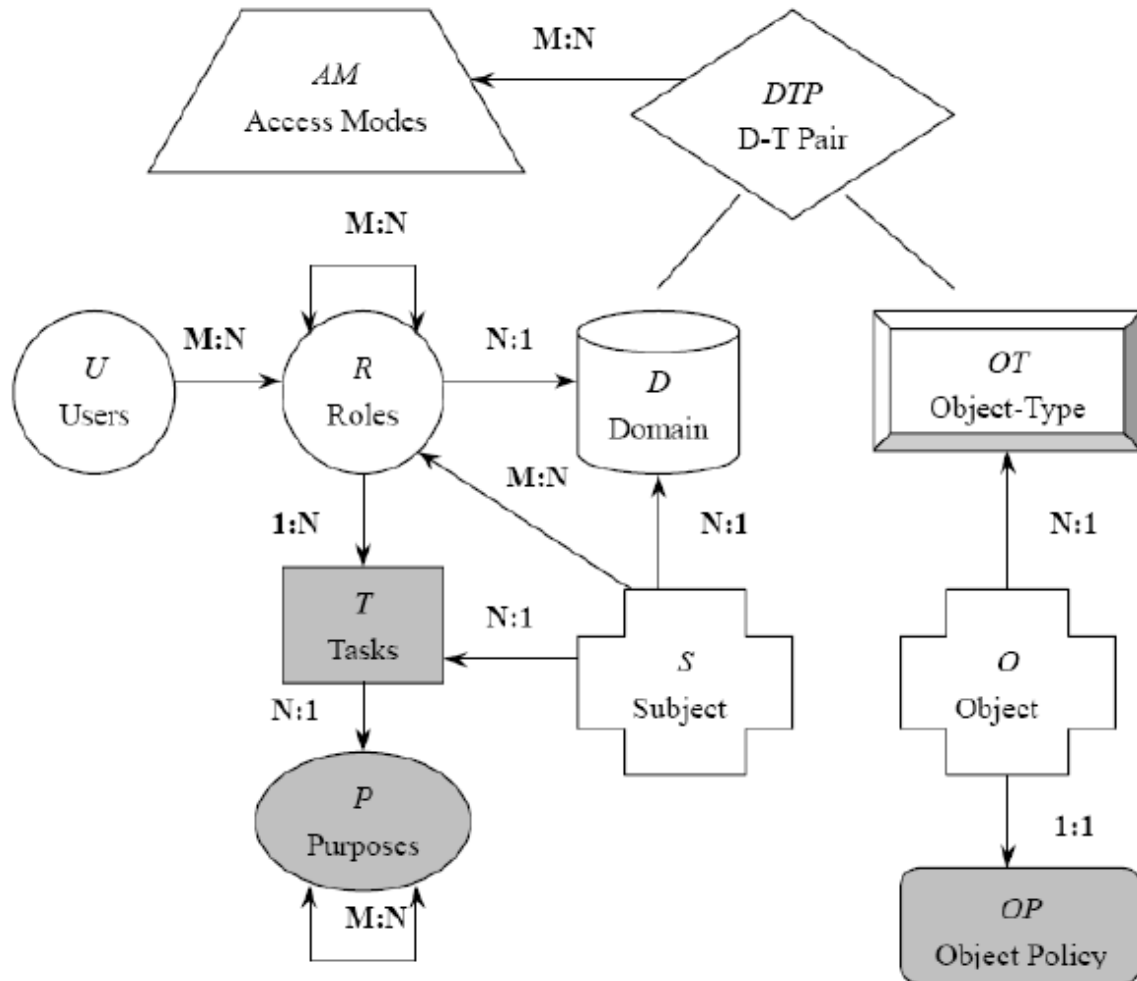 M:N
AM
Access Modes
DTP
D-T Pair
M:N
U
Users
M:N
R
Roles
N:1
D
Domain
OT
Object-Type
M:N
1:N
N:1
N:1
T
Tasks
N:1
S
Subject
O
Object
N:1
P
Purposes
M:N
1:1
OP
Object Policy